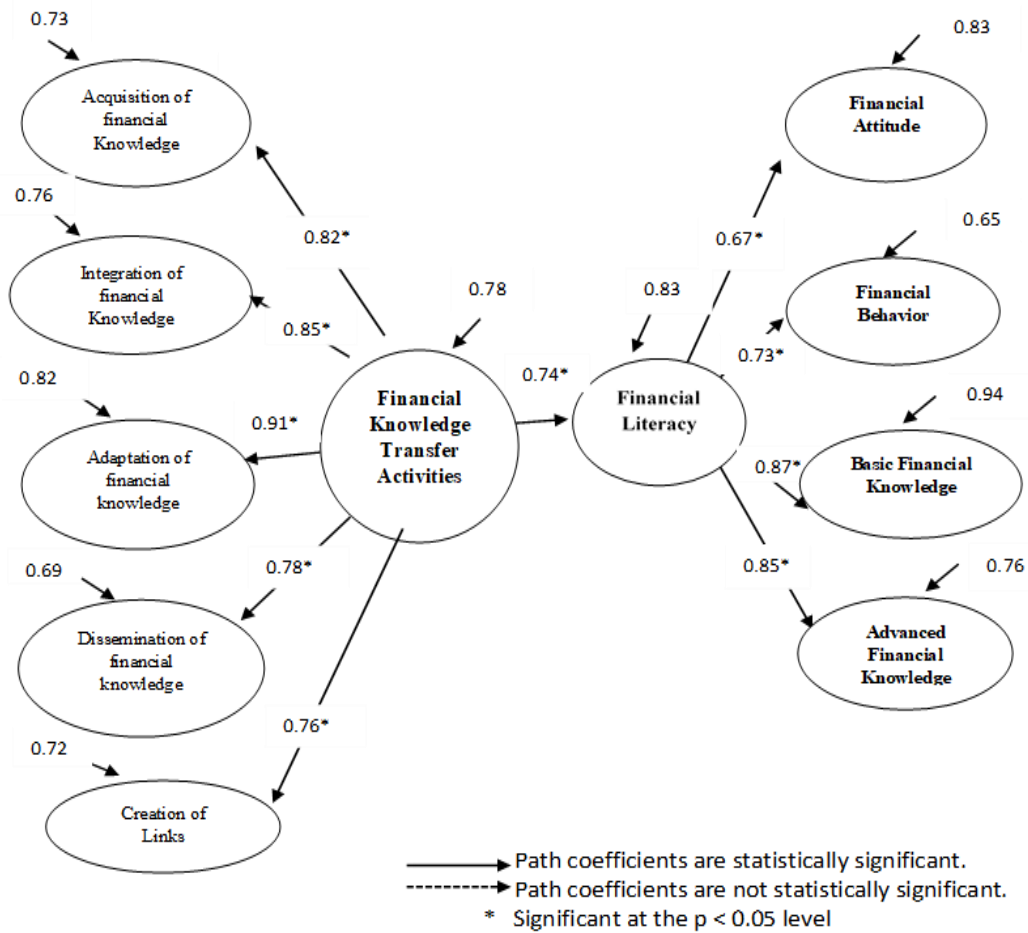 0.73
Acquisition of
financial
Knowledge
0.76
Integration of
financial
Knowledge
0.82
Adaptation of
financial
knowledge
0.69
Dissemination of
financial
knowledge
0.72
Creation of
Links
0.82*
0.85*
0.91*
0.78*
0.76*
0.78
Financial
Knowledge
Transfer
Activities
0.74*
0.83
Financial
Literacy
0.67*
0.73*
0.87*
0.85*
0.83
Financial
Attitude
0.65
Financial
Behavior
0.94
Basic Financial
Knowledge
0.76
Advanced
Financial
Knowledge
Path coefficients are statistically significant.
Path coefficients are not statistically significant.
* Significant at the p < 0.05 level